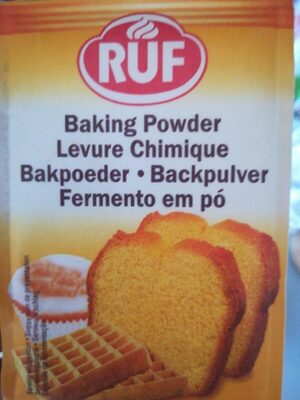 RUF
Baking Powder
Levure Chimique
Bakpoeder • Backpulver
Fermento em pó